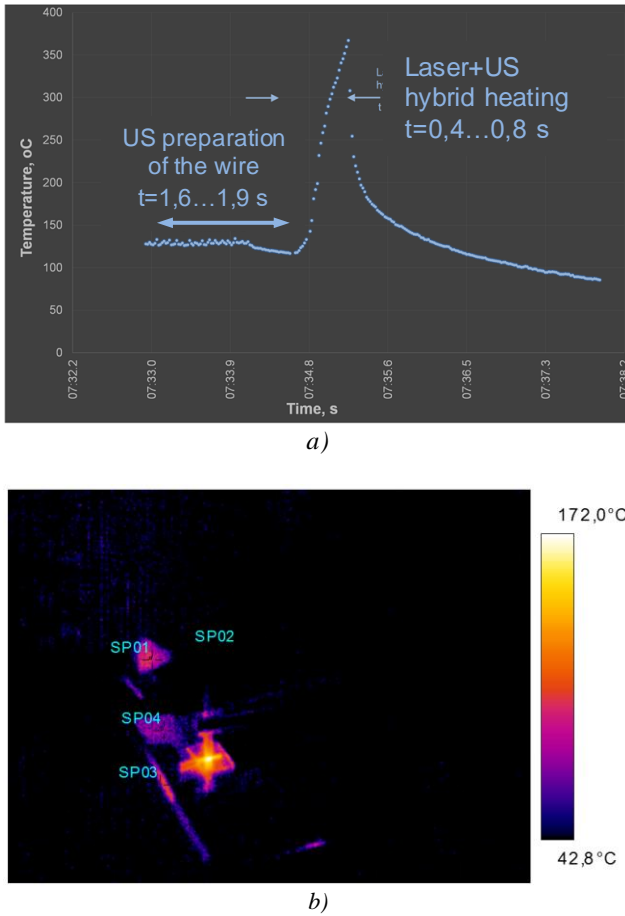 400
350
300
250
200
150
100
50
0
Temperature, oC
US preparation
of the wire
t=1,6…1,9 s
Laser+US
hybrid heating
t=0,4…0,8 s
07:32.2
07:33.0
07:33.9
07:34.8
07:35.6
07:36.5
07:37.3
07:38.2
Time, s
a)
172,0°C
SP01
SP02
SP04
SP03
42,8°C
b)